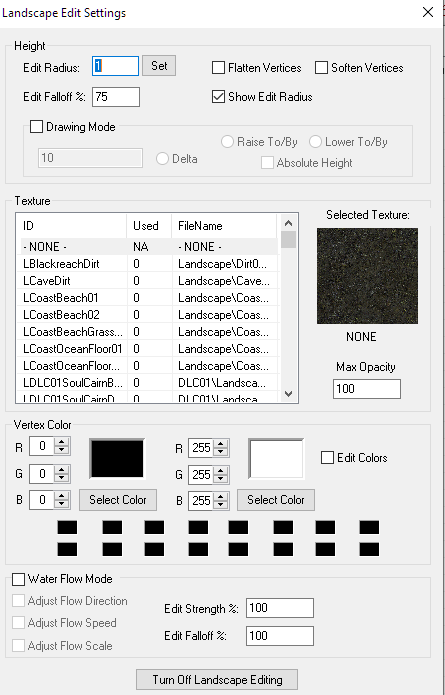 Landscape Edit Settings
Height
Edit Radius: 1 Set Flatten Vertices Soften Vertices
Edit Falloff %: 75 Show Edit Radius
Drawing Mode
10 Delta Raise To/By Lower To/By
Absolute Height
Texture
Selected Texture:
ID Used FileName
- NONE - NA - NONE -
LBlackreachDirt 0 Landscape\Dirt0...
LCaveDirt 0 Landscape\Cave...
LCoastBeach01 0 Landscape\Coas...
LCoastBeach02 0 Landscape\Coas...
LCoastBeachGrass... 0 Landscape\Coas...
LCoastOceanFloor01 0 Landscape\Coas...
LCoastOceanFloor... 0 Landscape\Coas...
LDLC01SoulCairnB... 0 DLC01\Landsca...
LDLC01SoulCairnD... 0 DLC01\Landsca...
NONE
Max Opacity
100
Vertex Color
R 0 R 255
G 0 G 255 Edit Colors
B 0 Select Color B 255 Select Color
Water Flow Mode
Adjust Flow Direction Edit Strength %: 100
Adjust Flow Speed
Adjust Flow Scale Edit Falloff %: 100
Turn Off Landscape Editing